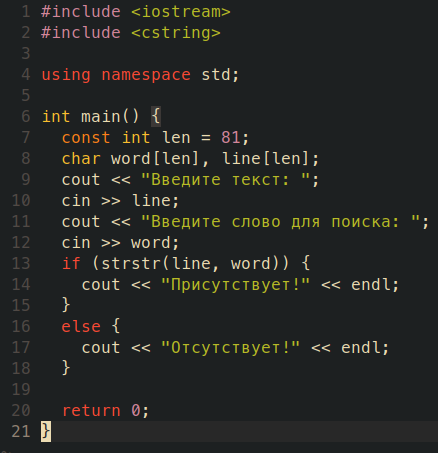 1 #include <iostream>
2 #include <cstring>
3
4 using namespace std;
5
6 int main() {
7   const int len = 81;
8   char word[len], line[len];
9   cout << "Введите текст: ";
10   cin >> line;
11   cout << "Введите слово для поиска: ";
12   cin >> word;
13   if (strstr(line, word)) {
14     cout << "Присутствует!" << endl;
15   }
16   else {
17     cout << "Отсутствует!" << endl;
18   }
19
20   return 0;
21 }